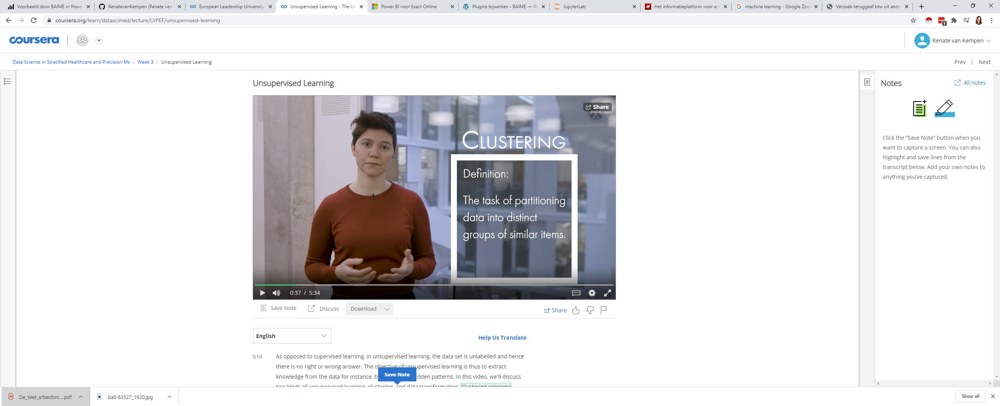 Voorbeeld door BAIME in Power
RenatevanKempen (Renate van
European Leadership University
Unsupervised Learning - The Un
Power BI voor Exact Online
Plugins bijwerken ‹ BAIME — W
JupyterLab
Het informatieplatform voor acc
machine learning - Google Zoek
Verzoek teruggaaf btw uit ande
coursera.org/learn/datascimed/lecture/UrPEF/unsupervised-learning
1
coursera
Renate van Kempen
Data Science in Stratified Healthcare and Precision Me
Week 3
Unsupervised Learning
Prev | Next
Unsupervised Learning
Share
CLUSTERING
Definition:
The task of partitioning
data into distinct
groups of similar items.
0:37 / 5:34
Save Note
Discuss
Download
Share
English
Help Us Translate
0:10
As opposed to supervised learning, in unsupervised learning, the data set is unlabelled and hence
there is no right or wrong answer. The objective of unsupervised learning is thus to extract
knowledge from the data for instance, b
dden patterns. In this video, we'll discuss
Save Note
two kinds of unsupervised learning, clustering, and data transformation. Clustering concerns
Notes
All notes
Click the “Save Note” button when you
want to capture a screen. You can also
highlight and save lines from the
transcript below. Add your own notes to
anything you’ve captured.
De_Wet_arbeidsm....pdf
ball-63527_1920.jpg
Show all